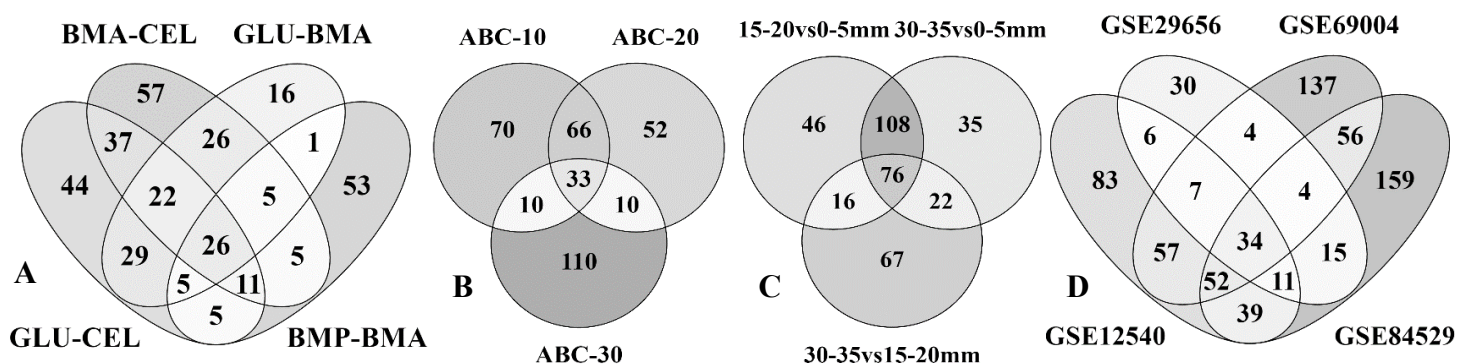 BMA-CEL GLU-BMA
57 16
37 26 1
44 22 5 53
29 26 5
5 11
5
A
GLU-CEL BMP-BMA
ABC-10 ABC-20
70 66 52
33
10 10
110
B
ABC-30
15-20vs0-5mm 30-35vs0-5mm
46 108 35
76
16 22
67
C
30-35vs15-20mm
GSE29656 GSE69004
30 137
6 4 56
83 7 4 159
57 34 15
52 11
39
D
GSE12540 GSE84529